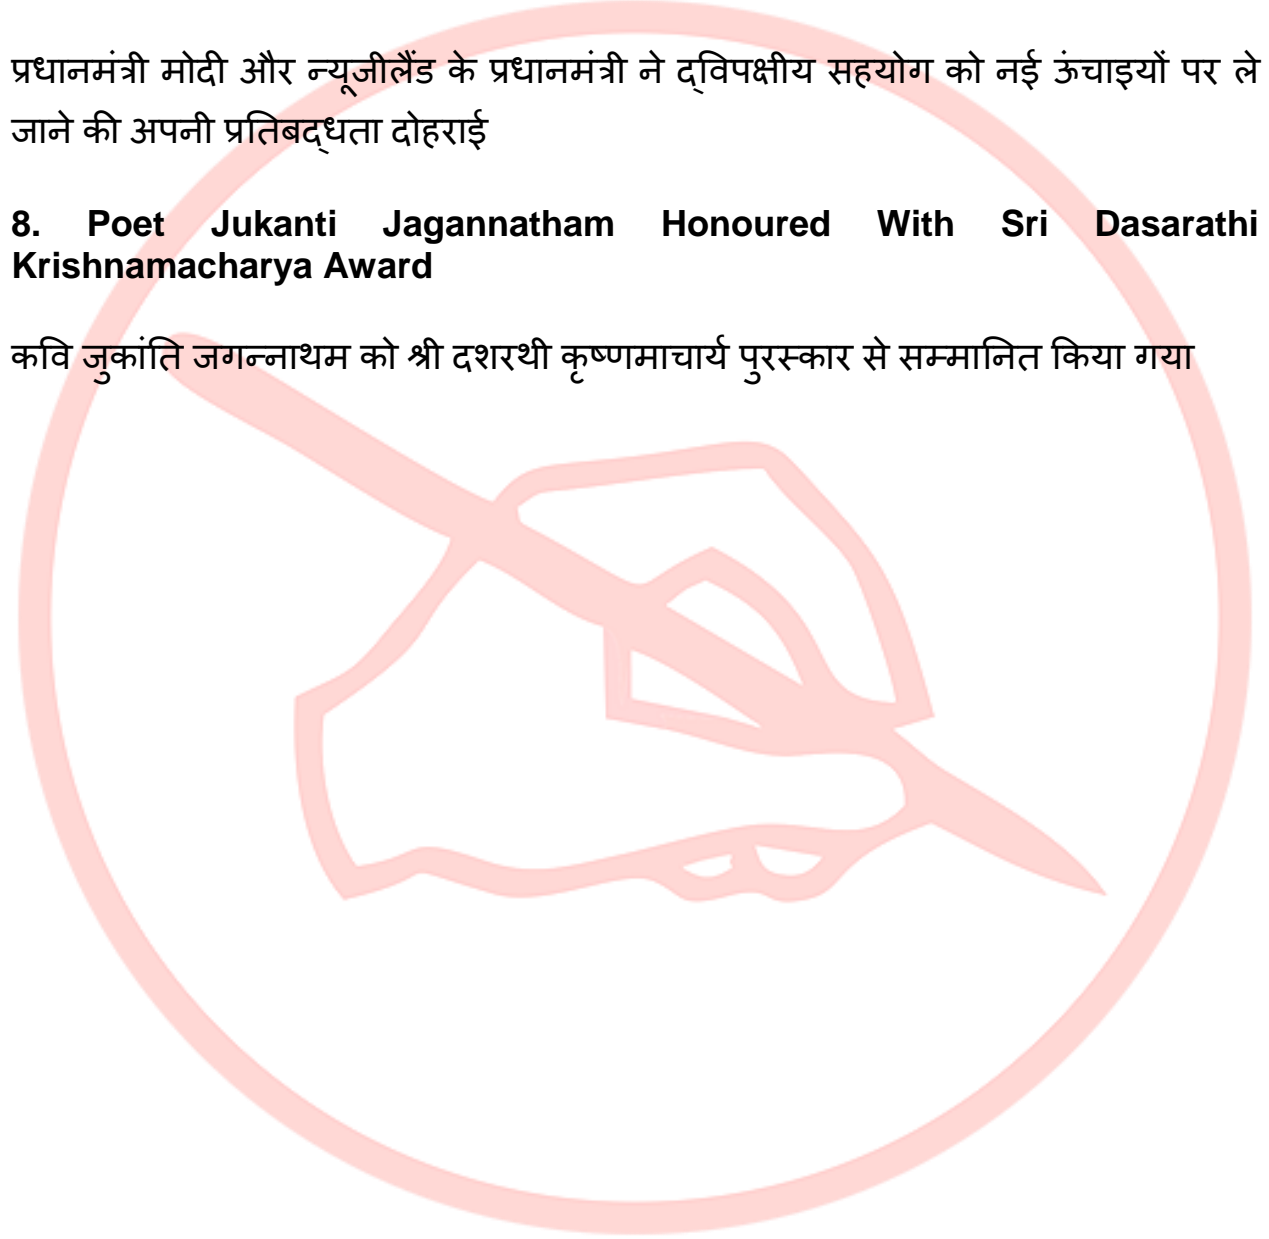 प्रधानमंत्री मोदी और न्यूजीलैंड के प्रधानमंत्री ने द्विपक्षीय सहयोग को नई ऊंचाइयों पर ले
जाने की अपनी प्रतिबद्धता दोहराई
8. Poet Jukanti Jagannatham Honoured With Sri Dasarathi
Krishnamacharya Award
कवि जुकांति जगन्नाथम को श्री दशरथी कृष्णमाचार्य पुरस्कार से सम्मानित किया गया